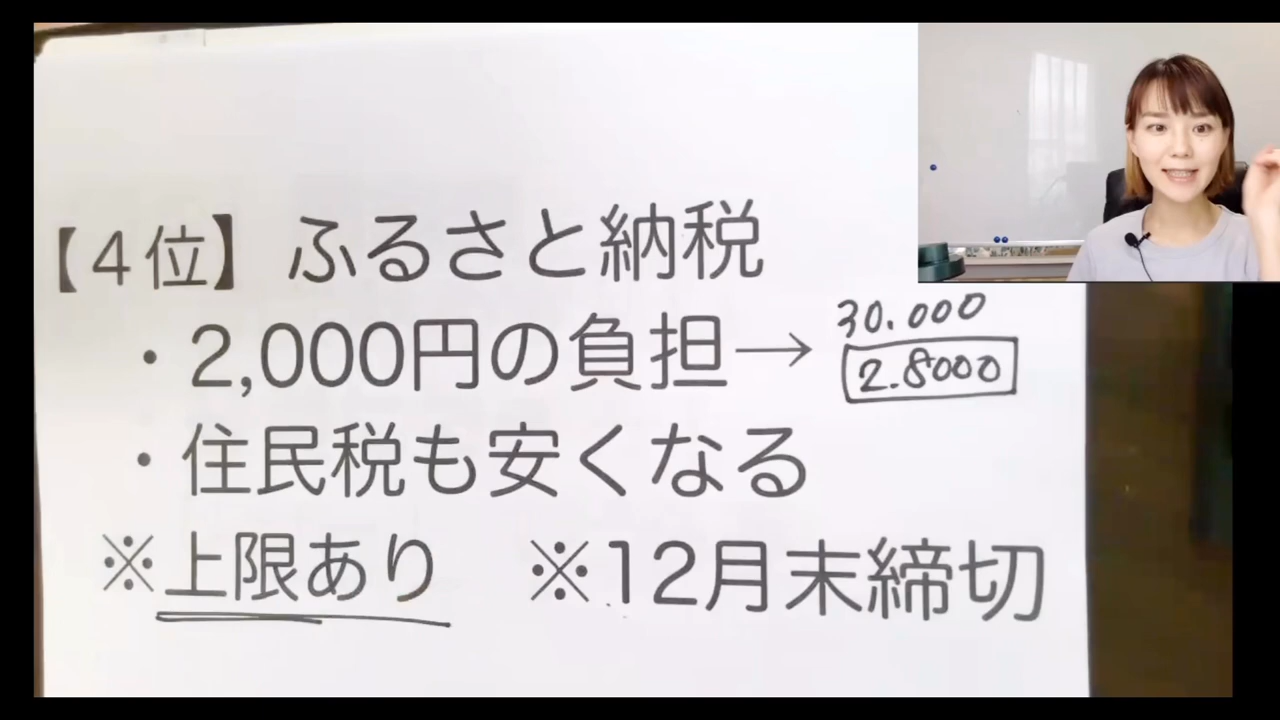 【4位】ふるさと納税
・2,000円の負担→
30.000
2.8000
・住民税も安くなる
※上限あり ※12月末締切